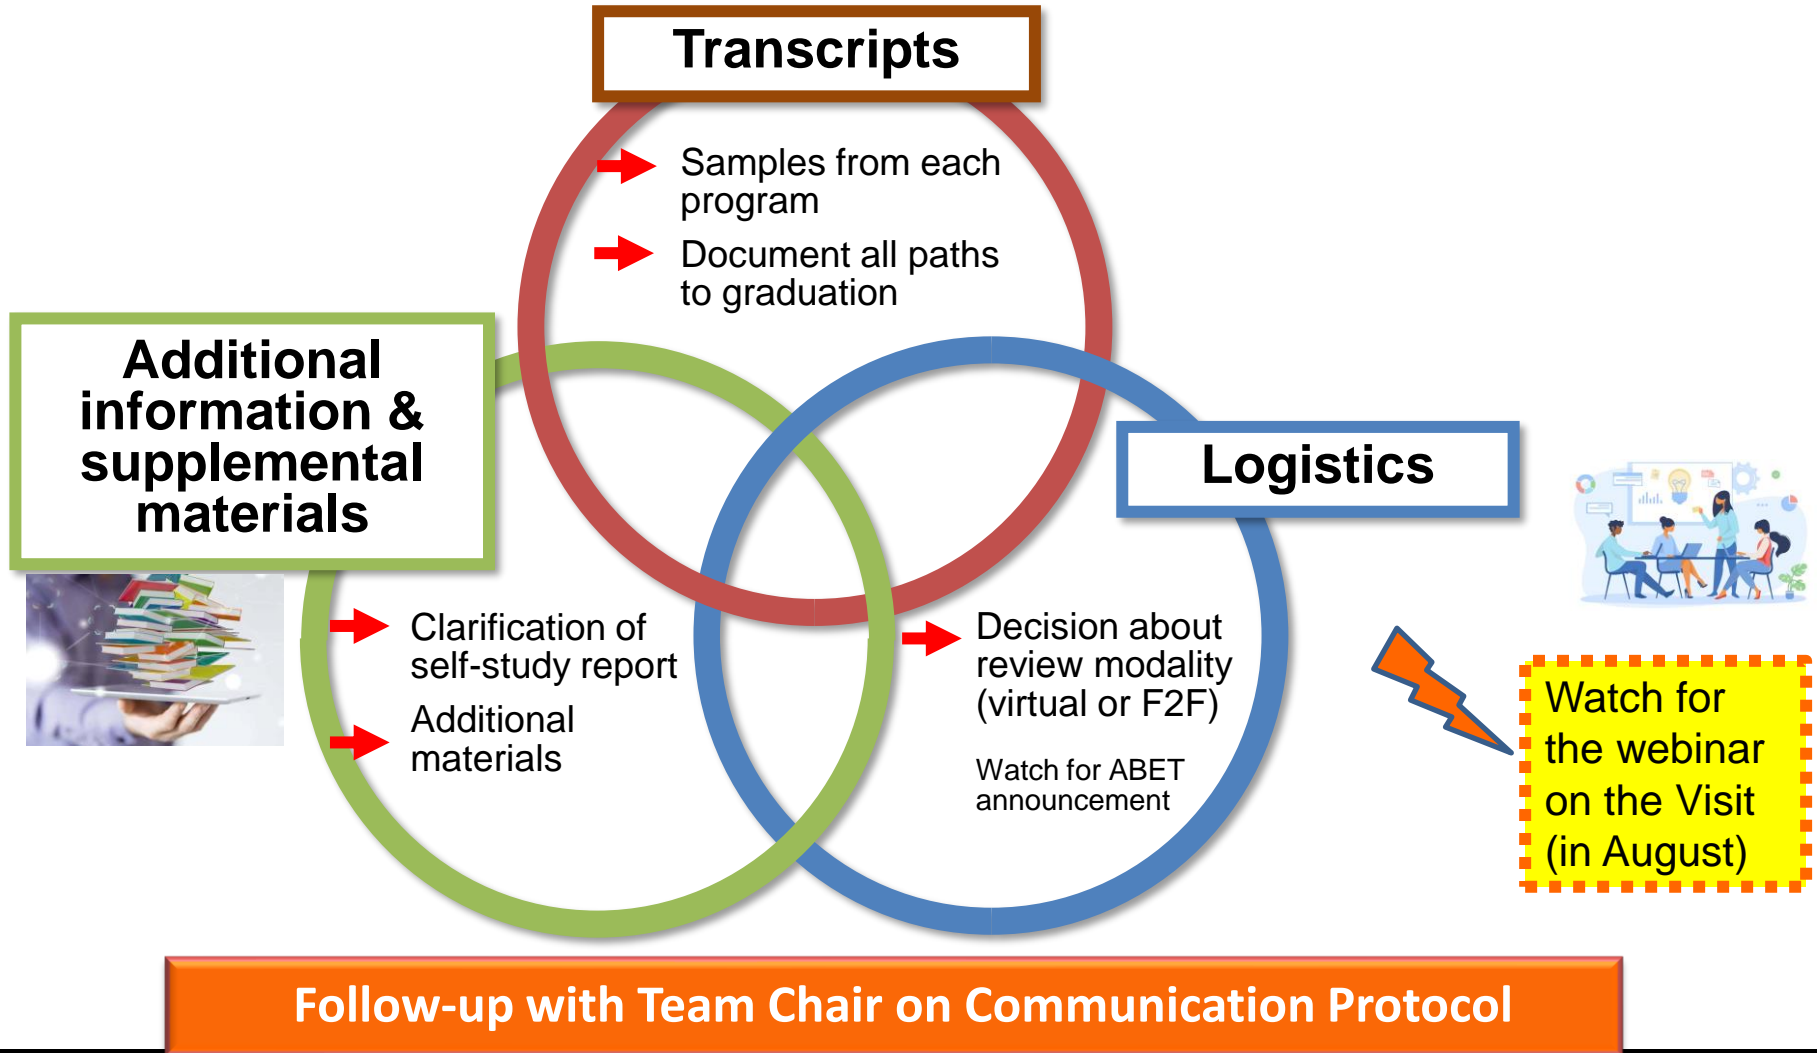 Transcripts
Samples from each
program
Document all paths
to graduation
Additional
information &
supplemental
materials
Logistics
Clarification of
self-study report
Additional
materials
Decision about
review modality
(virtual or F2F)
Watch for ABET
announcement
Watch for
the webinar
on the Visit
(in August)
Follow-up with Team Chair on Communication Protocol